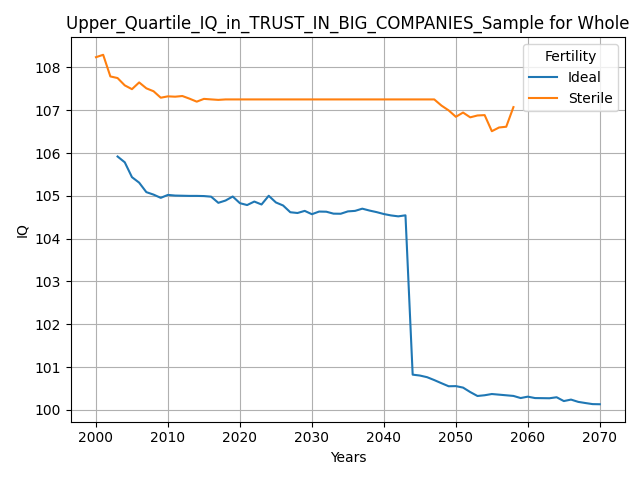 Upper_Quartile_IQ_in_TRUST_IN_BIG_COMPANIES_Sample for Whole
Fertility
Ideal
Sterile
108
107
106
105
104
103
102
101
100
IQ
2000 2010 2020 2030 2040 2050 2060 2070
Years